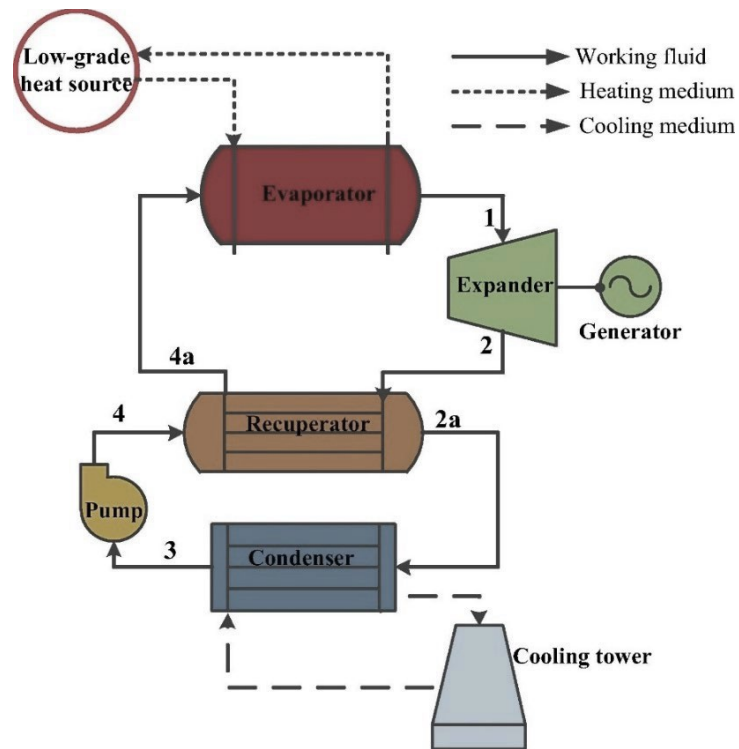 Low-grade
heat source
Working fluid
Heating medium
Cooling medium
Evaporator
1
Expander
Generator
2
4a
Recuperator
2a
4
Pump
3
Condenser
Cooling tower